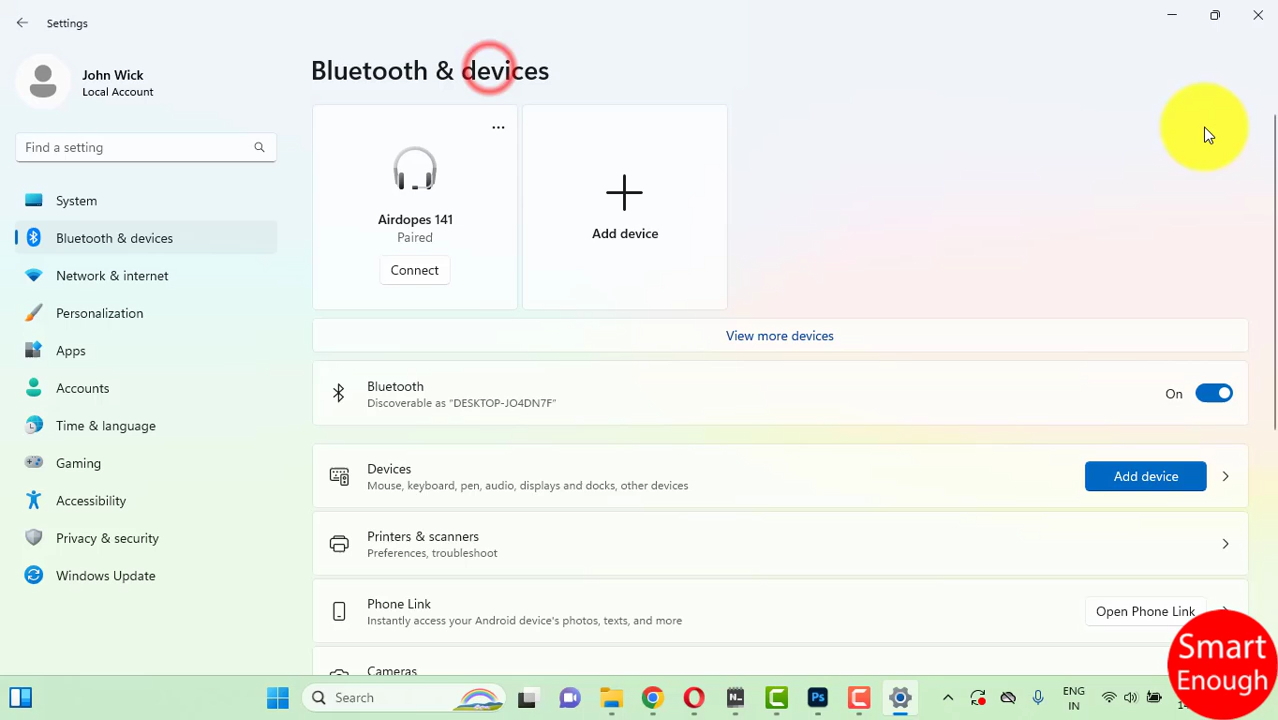 Settings
John Wick
Local Account
Find a setting
System
Bluetooth & devices
Network & internet
Personalization
Apps
Accounts
Time & language
Gaming
Accessibility
Privacy & security
Windows Update
Bluetooth & devices
Airdopes 141
Paired
Connect
Add device
View more devices
Bluetooth
Discoverable as "DESKTOP-JO4DN7F"
On
Devices
Mouse, keyboard, pen, audio, displays and docks, other devices
Add device
Printers & scanners
Preferences, troubleshoot
Phone Link
Instantly access your Android device's photos, texts, and more
Open Phone Link
Cameras
Smart
Enough
Search
Ps
ENG
IN